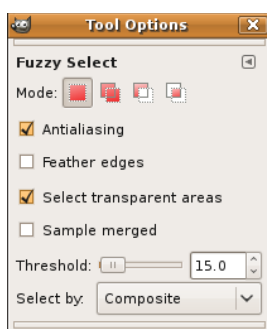 Tool Options
Fuzzy Select
Mode:
Antialiasing
Feather edges
Select transparent areas
Sample merged
Threshold: 15.0
Select by: Composite